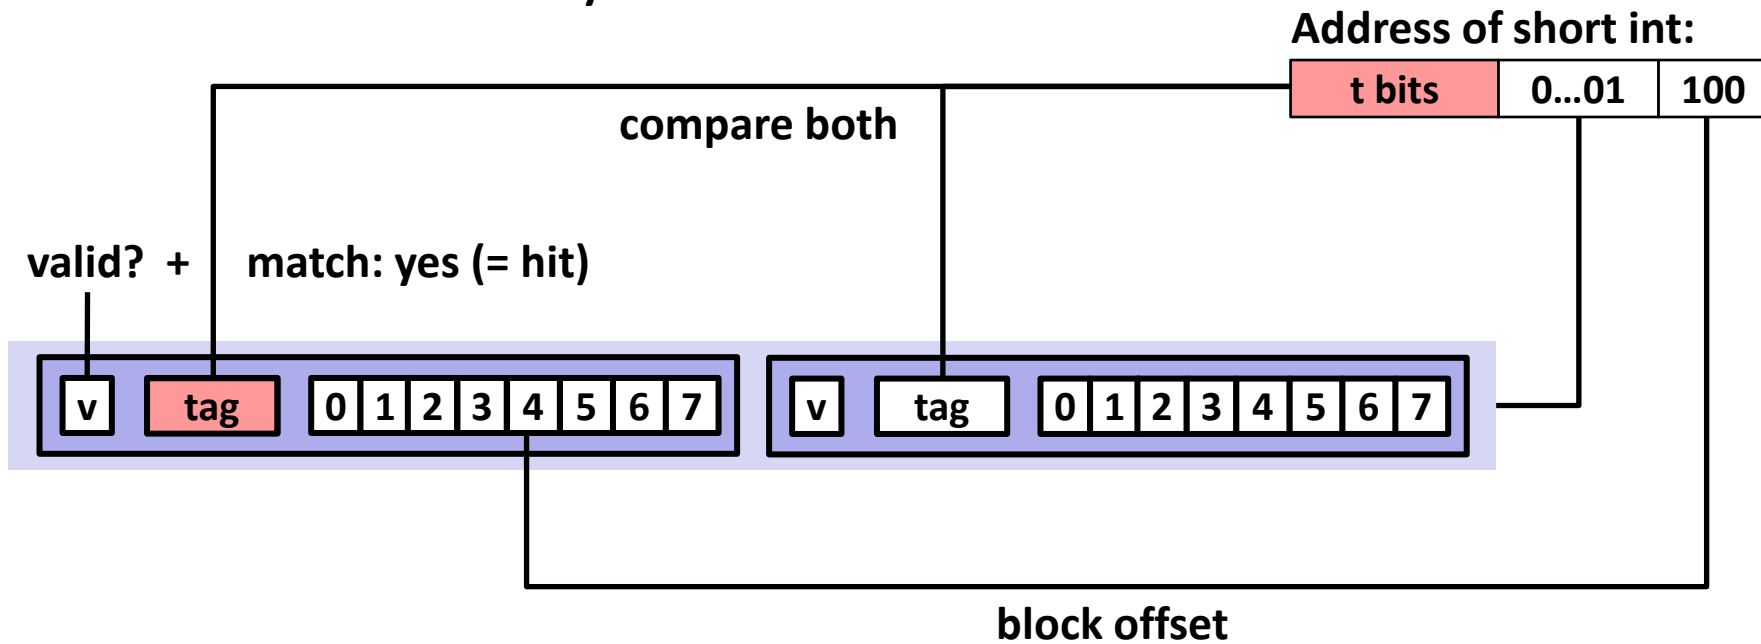 Address of short int:
t bits 0...01 100
compare both
valid? + match: yes (= hit)
v tag 0 1 2 3 4 5 6 7 v tag 0 1 2 3 4 5 6 7
block offset